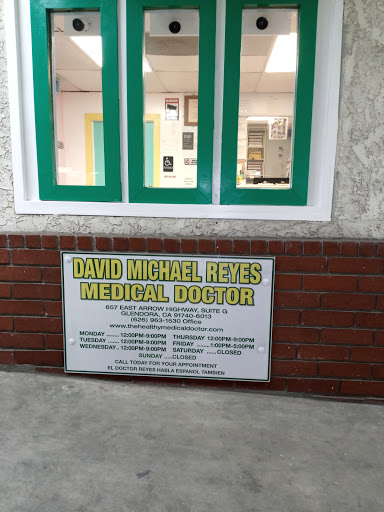 DAVID MICHAEL REYES
MEDICAL DOCTOR
657 EAST ARROW HIGHWAY, SUITE G
GLENDORA, CA 91740-6013
(626) 963-1530 Office
www.thehealthymedicaldoctor.com
MONDAY ........ 12:00PM-9:00PM THURSDAY 12:00PM-9:00PM
TUESDAY ....... 12:00PM-9:00PM FRIDAY ....... 1:00PM-5:00PM
WEDNESDAY.. 12:00PM-9:00PM SATURDAY ......CLOSED
SUNDAY .....CLOSED
CALL TODAY FOR YOUR APPOINTMENT
EL DOCTOR REYES HABLA ESPANOL TAMBIEN